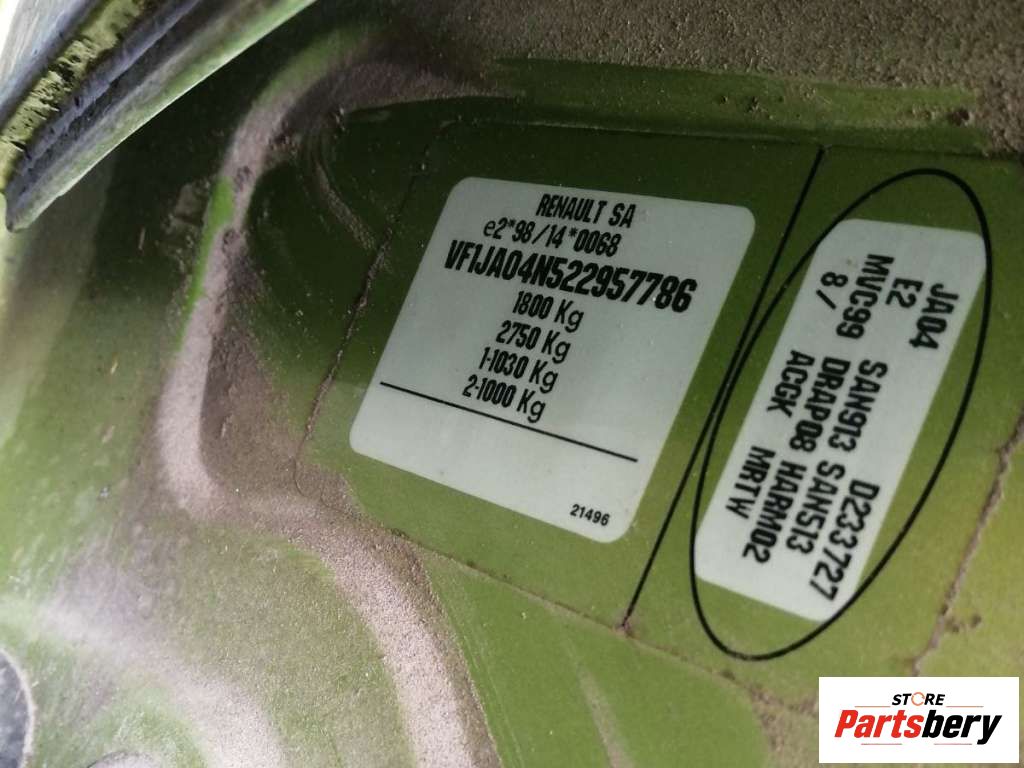 RENAULT SA
e2*98/14*0068
VF1JA04N522957786
1800 Kg
2750 Kg
1-1030 Kg
2-1000 Kg
21496
JA04 D233727
E2 SAN913 SAN513
MVC99 DRAP08 HARM02
8/ ACGK MRTW
STORE
Partsbery